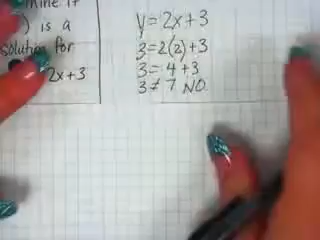 mine if
) is a
solution for
2x+3
y=2x+3
3=2(2)+3
3=4+3
3≠7 NO.